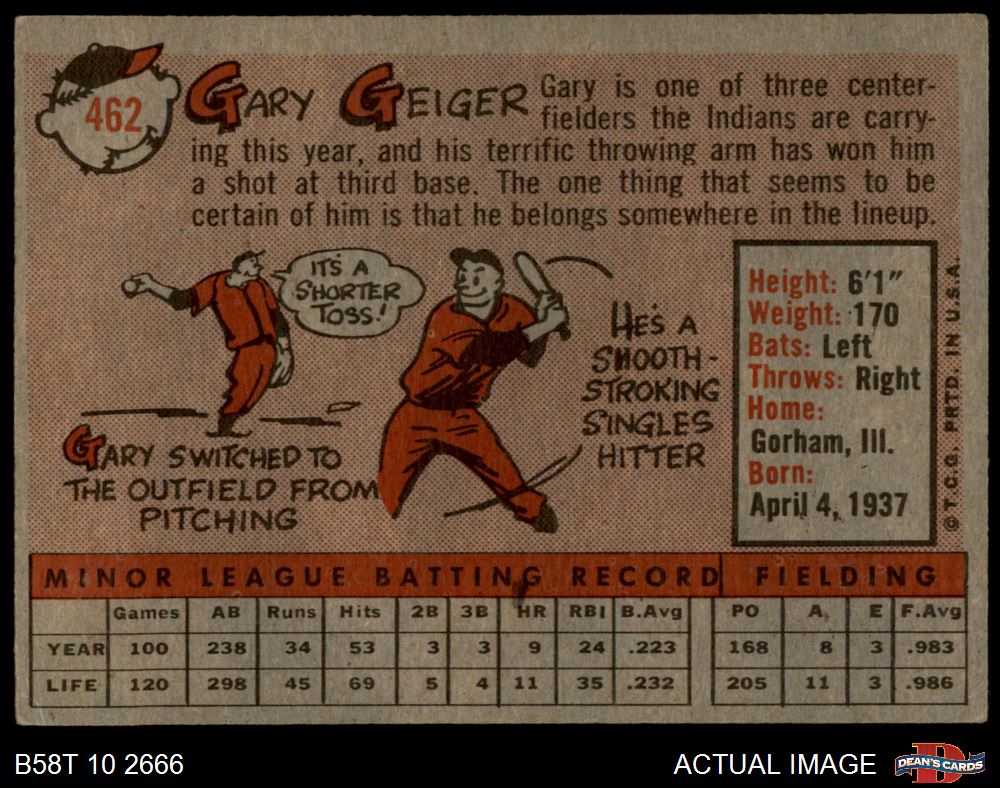 462
GARY GEIGER
Gary is one of three center-
fielders the Indians are carry-
ing this year, and his terrific throwing arm has won him
a shot at third base. The one thing that seems to be
certain of him is that he belongs somewhere in the lineup.
IT'S A
SHORTER
TOSS!
GARY SWITCHED TO
THE OUTFIELD FROM
PITCHING
HE'S A
SMOOTH-
STROKING
SINGLES
HITTER
Height: 6'1"
Weight: 170
Bats: Left
Throws: Right
Home:
Gorham, Ill.
Born:
April 4, 1937
© T.C.G. PRTD. IN U.S.A.
MINOR LEAGUE BATTING RECORD FIELDING
Games AB Runs Hits 2B 3B HR RBI B.Avg PO A. E F.Avg
YEAR 100 238 34 53 3 3 9 24 .223 168 8 3 .983
LIFE 120 298 45 69 5 4 11 35 .232 205 11 3 .986
B58T 10 2666
ACTUAL IMAGE
D
DEAN'S CARDS